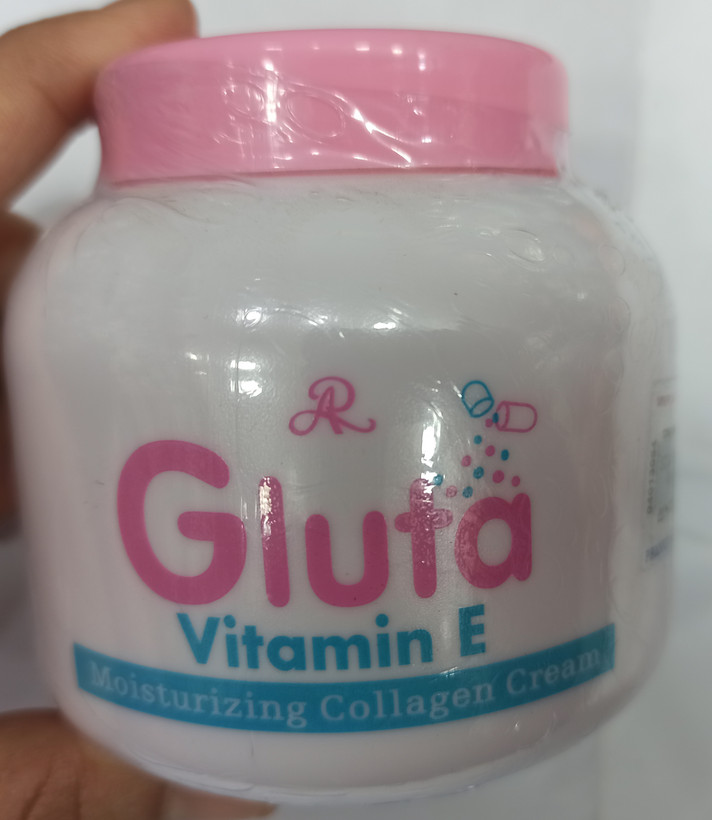 AR
Gluta
Vitamin E
Moisturizing Collagen Cream